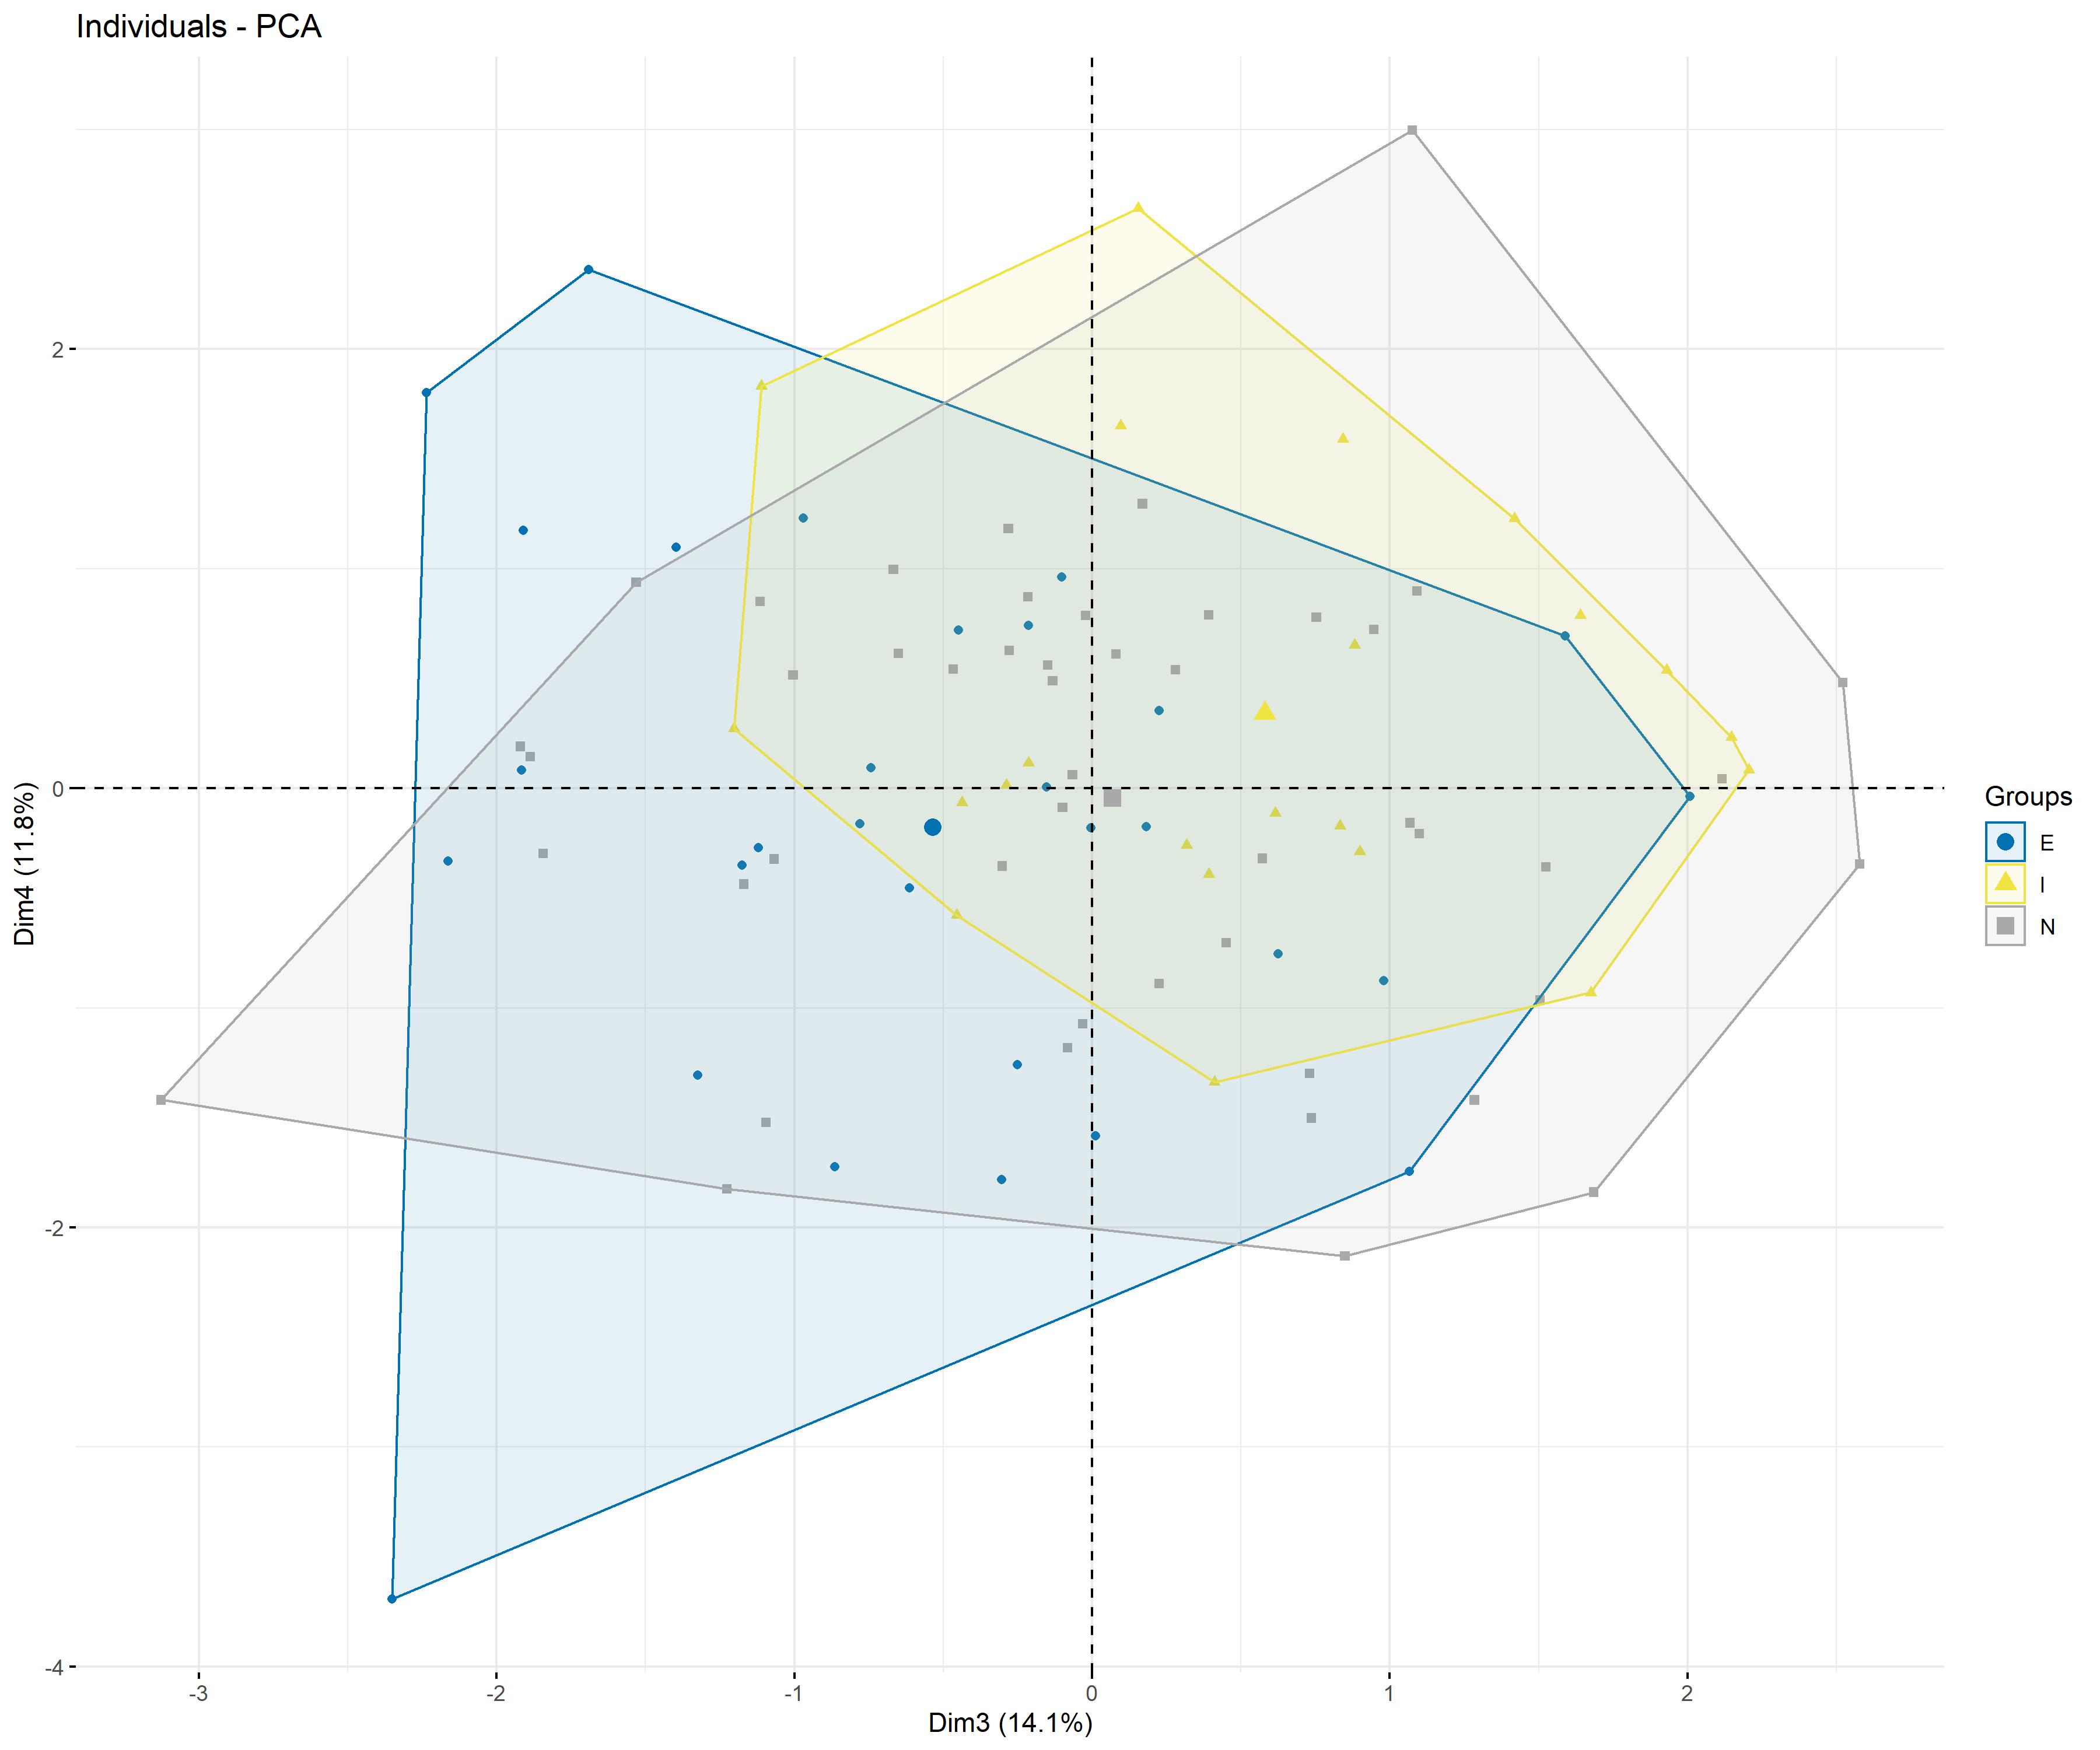 Individuals - PCA
2
0
-2
-4
Dim4 (11.8%)
-3 -2 -1 0 1 2
Dim3 (14.1%)
Groups
E
I
N